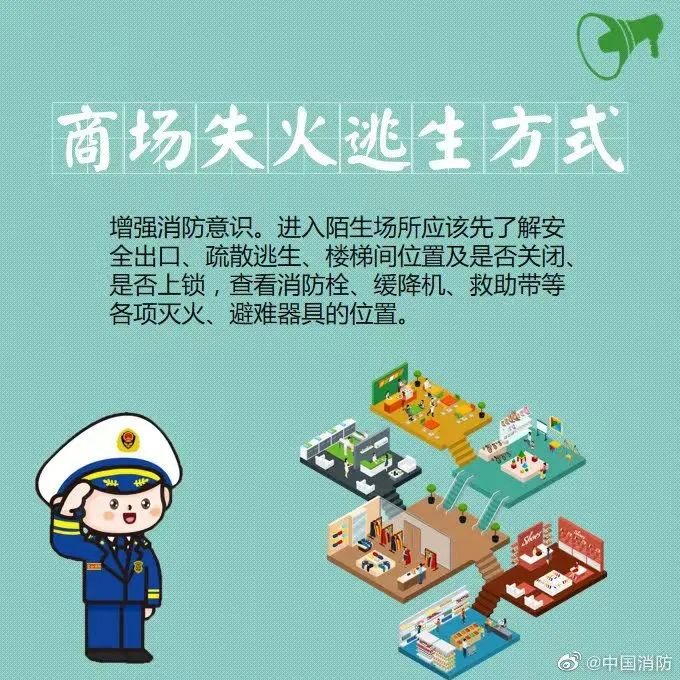 商场失火逃生方式
增强消防意识。进入陌生场所应该先了解安
全出口、疏散逃生、楼梯间位置及是否关闭、
是否上锁，查看消防栓、缓降机、救助带等
各项灭火、避难器具的位置。
@中国消防